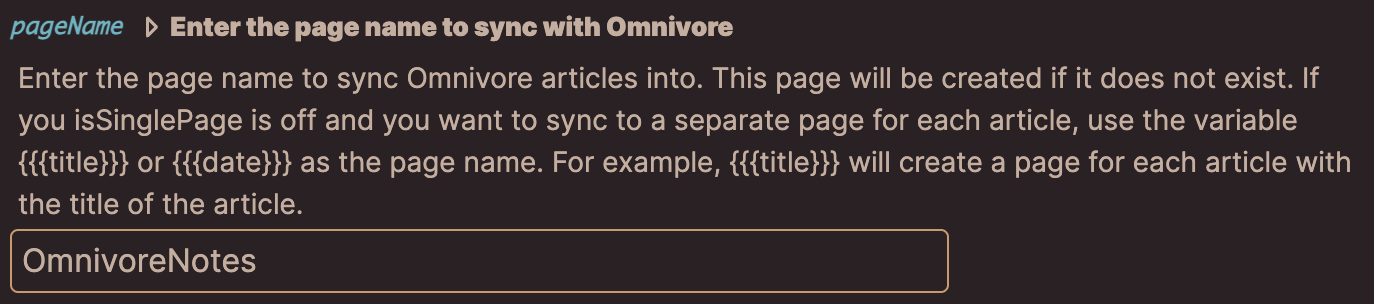 pageName ▷ Enter the page name to sync with Omnivore
Enter the page name to sync Omnivore articles into. This page will be created if it does not exist. If
you isSinglePage is off and you want to sync to a separate page for each article, use the variable
{{{title}}} or {{{date}}} as the page name. For example, {{{title}}} will create a page for each article with
the title of the article.
OmnivoreNotes